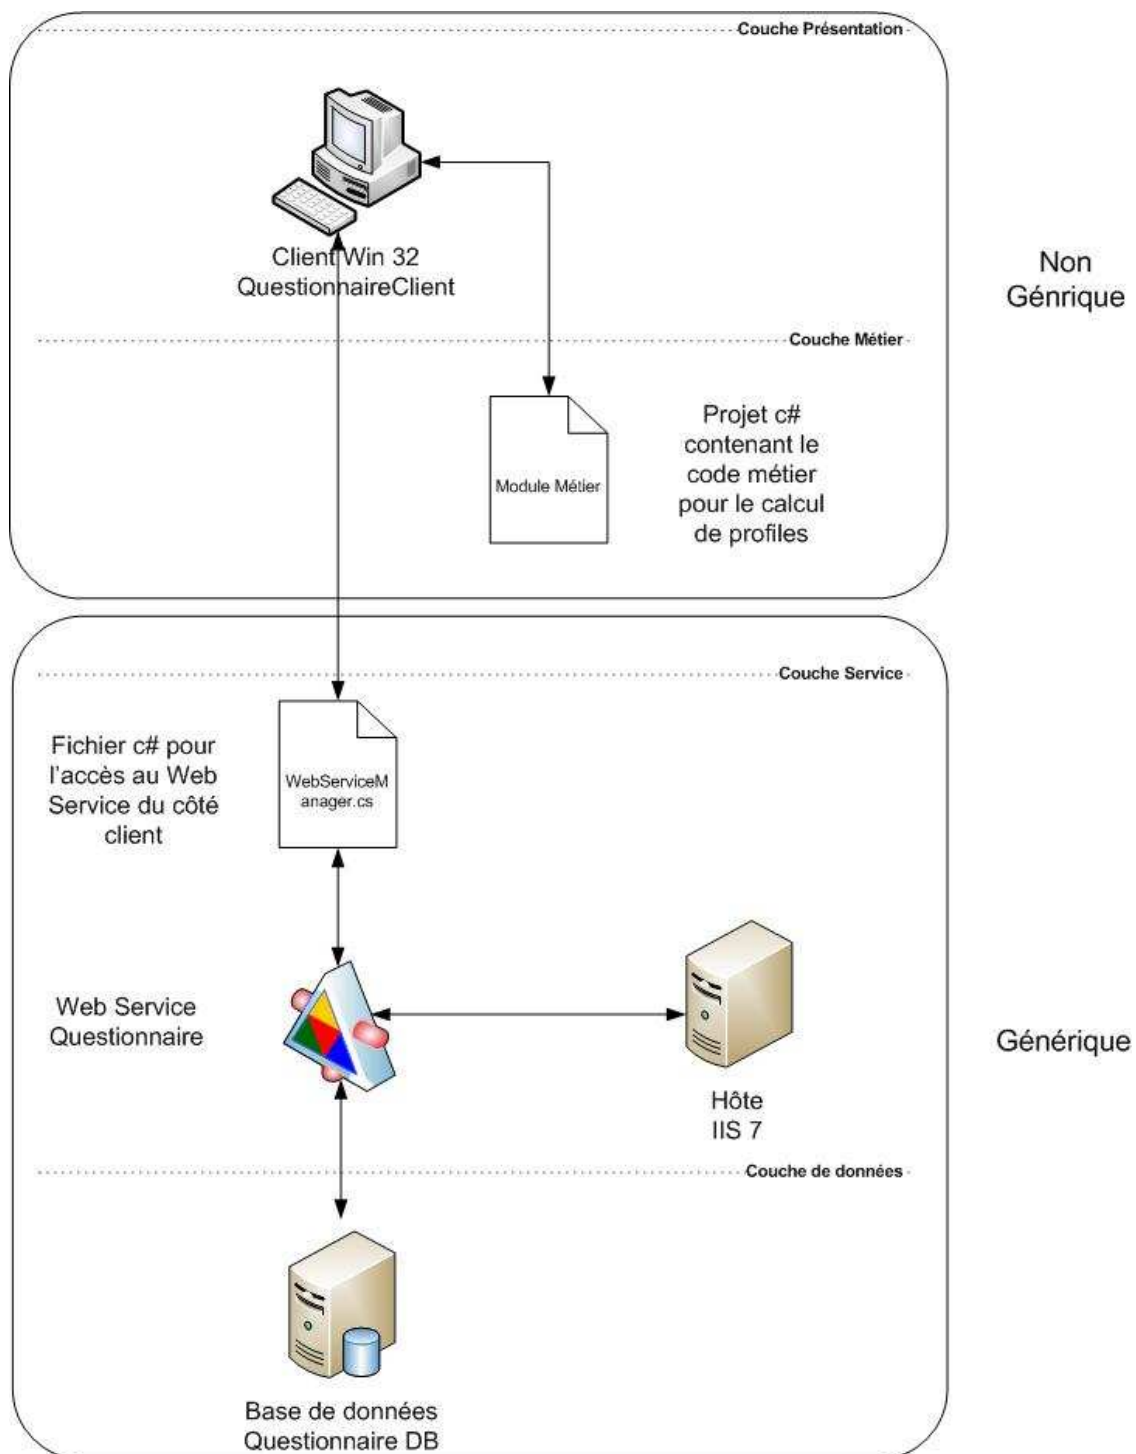 Couche Présentation
Client Win 32
QuestionnaireClient
Non
Génrique
Couche Métier
Module Métier
Projet c#
contenant le
code métier
pour le calcul
de profiles
Couche Service
Fichier c# pour
l'accès au Web
Service du côté
client
WebServiceM
anager.cs
Web Service
Questionnaire
Hôte
IIS 7
Générique
Couche de données
Base de données
Questionnaire DB